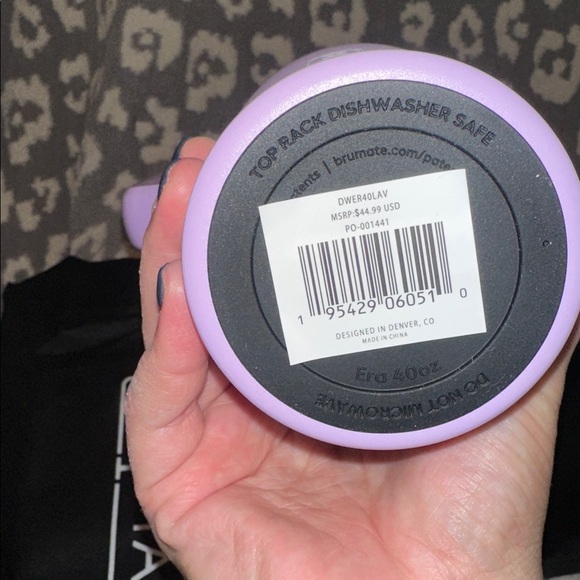 TOP RACK DISHWASHER SAFE
| brumate.com/pate
DWER40LAV
MSRP:$44.99 USD
PO-001441
1 95429 06051 0
DESIGNED IN DENVER, CO
MADE IN CHINA
Era 40oz
DO NOT MICROWAVE